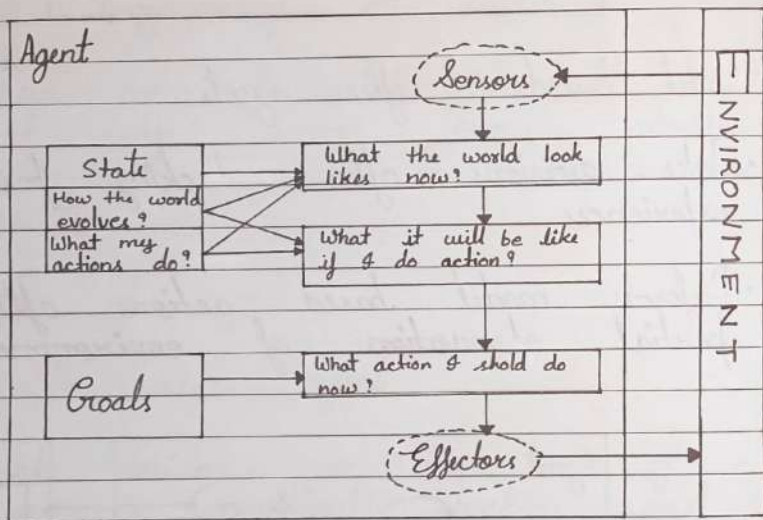 Agent
Sensors
State
How the world
evolves?
What my
actions do?
What the world look
likes now?
What it will be like
if I do action?
Goals
What action I shold do
now?
Effectors
ENVIRONMENT